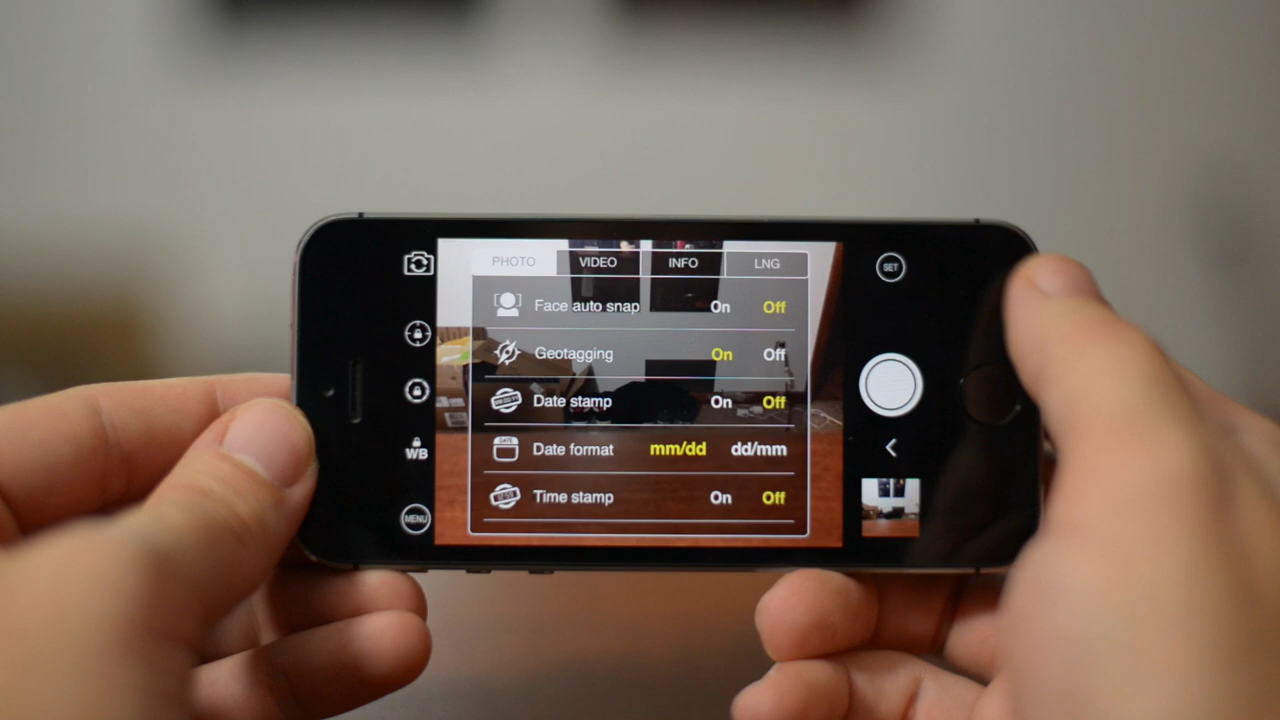 PHOTO VIDEO INFO LNG
SET
Face auto snap On Off
Geotagging On Off
Date stamp On Off
DATE
Date format mm/dd dd/mm
WB
Time stamp On Off
MENU